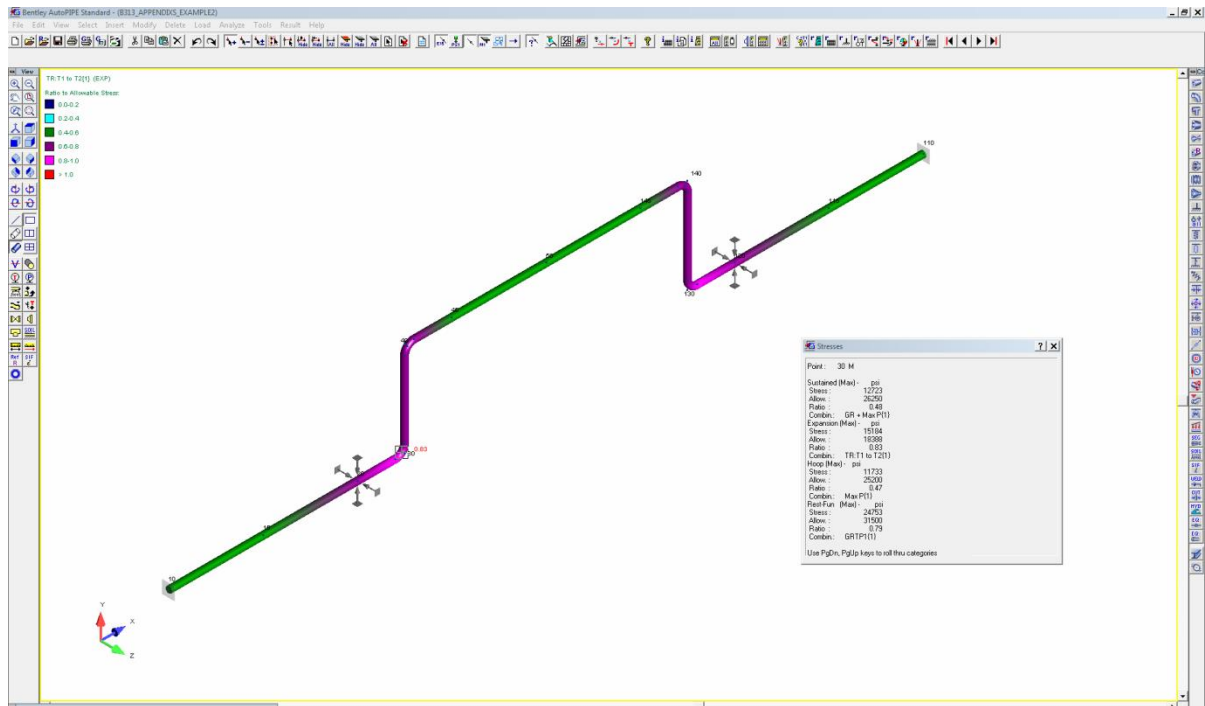 Bentley AutoPIPE Standard - (B313_APPENDIXS_EXAMPLE2)
File Edit View Select Insert Modify Delete Load Analyze Tools Result Help
View
TR:T1 to T2{1} (EXP)
Ratio to Allowable Stress:
0.0-0.2
0.2-0.4
0.4-0.6
0.6-0.8
0.8-1.0
> 1.0
110
140
130
0.83
10
Y
X
Z
Stresses
Point : 30 M
Sustained (Max) - psi
Stress : 12723
Allow. : 26250
Ratio : 0.48
Combin.: GR + Max P{1}
Expansion (Max) - psi
Stress : 15184
Allow. : 18388
Ratio : 0.83
Combin.: TR:T1 to T2{1}
Hoop (Max) - psi
Stress : 11733
Allow. : 25200
Ratio : 0.47
Combin.: Max P{1}
Rest-Fun (Max) - psi
Stress : 24753
Allow. : 31500
Ratio : 0.79
Combin.: GRTP1{1}
Use PgDn, PgUp keys to roll thru categories